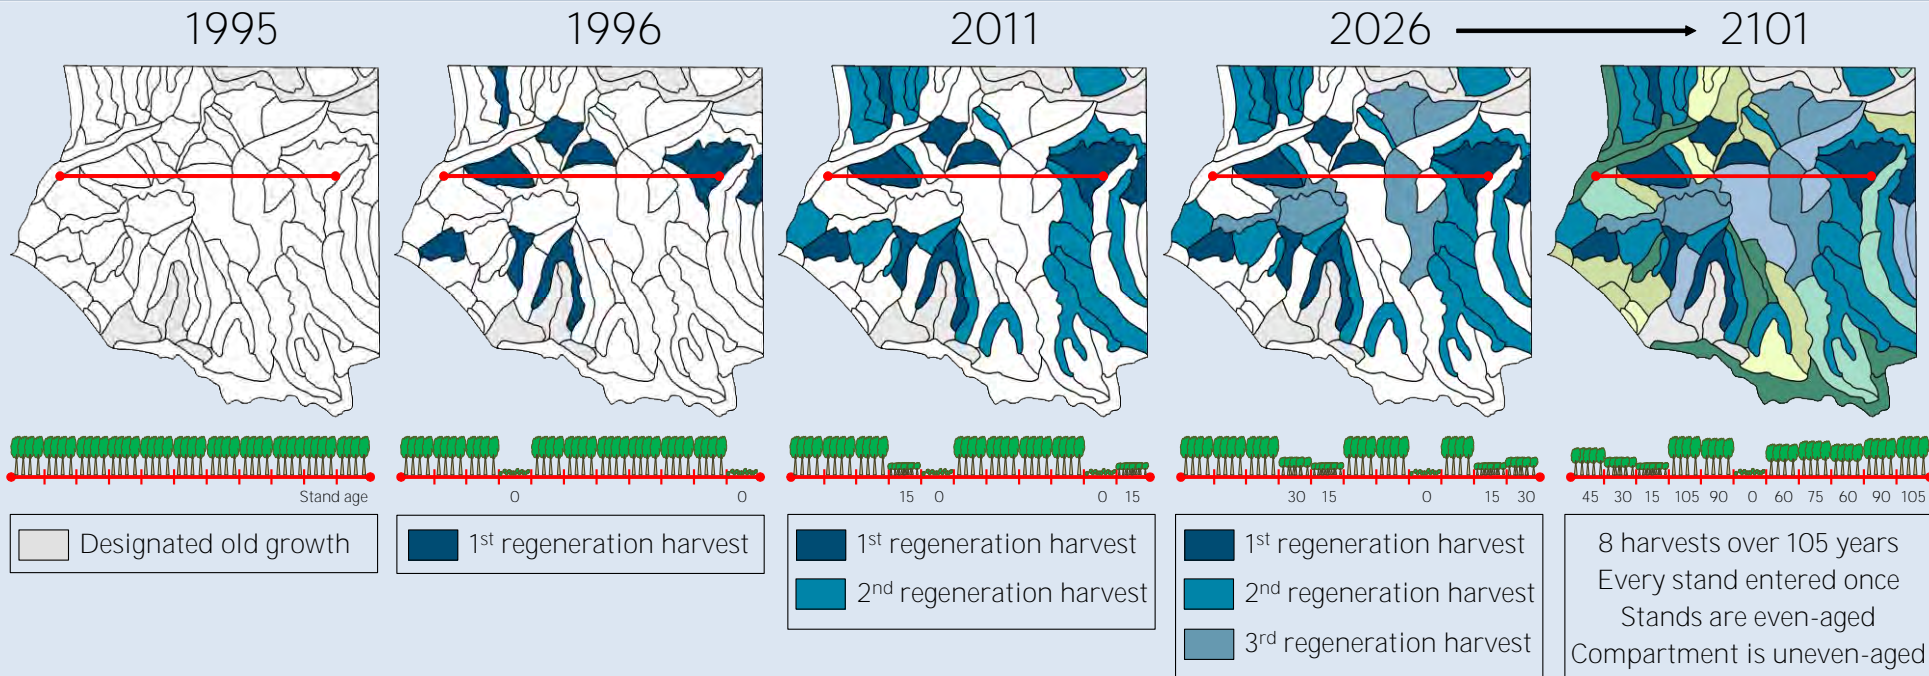 1995
1996
2011
2026
2101
Stand age
0
0
15 0
0 15
30 15
0
15 30
45 30 15 105 90 0 60 75 60 90 105
Designated old growth
1st regeneration harvest
1st regeneration harvest
2nd regeneration harvest
1st regeneration harvest
2nd regeneration harvest
3rd regeneration harvest
8 harvests over 105 years
Every stand entered once
Stands are even-aged
Compartment is uneven-aged